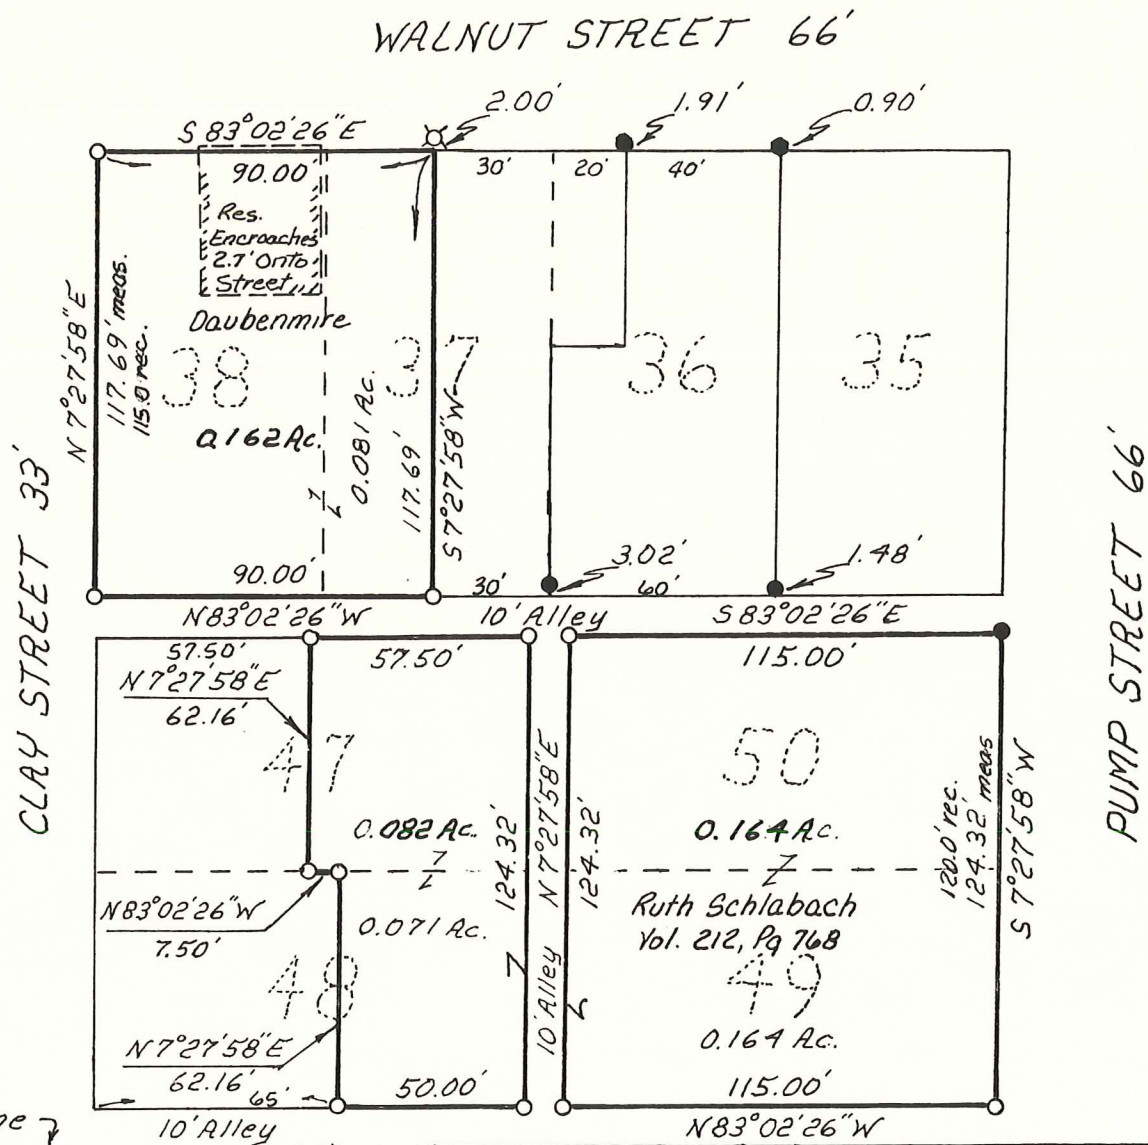 WALNUT STREET 66'
2.00'
1.91'
0.90'
S 83°02'26"E
90.00'
30'
20'
40'
Res.
Encroaches
2.7' Onto
Street
Daubenmire
N 7°27'58"E
117.69' meas.
115.0 rec.
38
37
36
35
0.162 Ac.
0.081 Ac.
117.69'
S 7°27'58"W
CLAY STREET 33'
PUMP STREET 66'
90.00'
30'
3.02'
60'
1.48'
N83°02'26"W
10' Alley
S83°02'26"E
57.50'
57.50'
115.00'
N 7°27'58"E
62.16'
47
50
0.082 Ac.
0.164 Ac.
124.32'
N 7°27'58"E
10' Alley
124.32'
120.0' rec.
124.32' meas
S 7°27'58"W
N83°02'26"W
7.50'
0.071 Ac.
Ruth Schlabach
Vol. 212, Pg 768
48
49
N 7°27'58"E
62.16'
65'
50.00'
0.164 Ac.
115.00'
10' Alley
N83°02'26"W